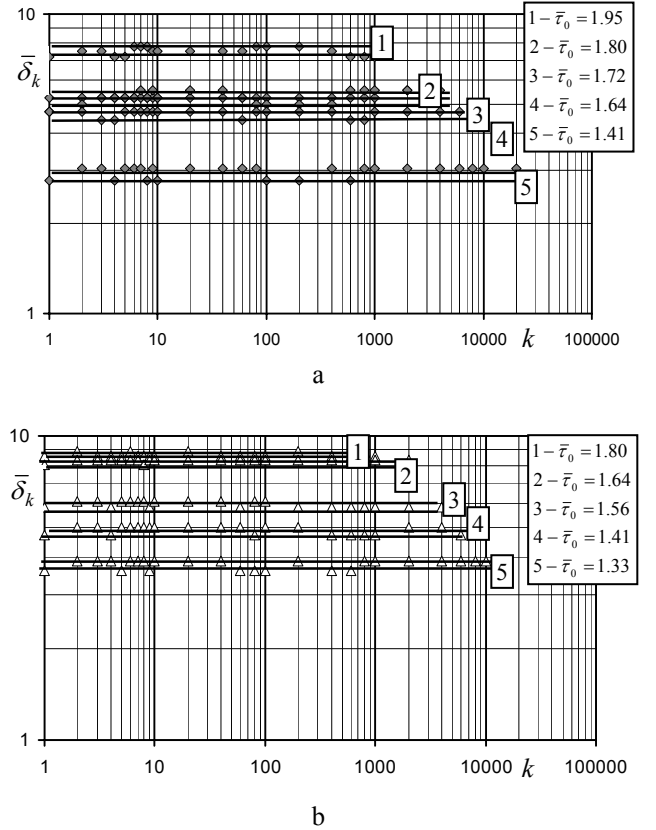 10
δ̄ₖ
1
1
10
100
1000
10000
100000
k
1
2
3
4
5
1 – τ̄₀ = 1.95
2 – τ̄₀ = 1.80
3 – τ̄₀ = 1.72
4 – τ̄₀ = 1.64
5 – τ̄₀ = 1.41
a
10
δ̄ₖ
1
1
10
100
1000
10000
100000
k
1
2
3
4
5
1 – τ̄₀ = 1.80
2 – τ̄₀ = 1.64
3 – τ̄₀ = 1.56
4 – τ̄₀ = 1.41
5 – τ̄₀ = 1.33
b